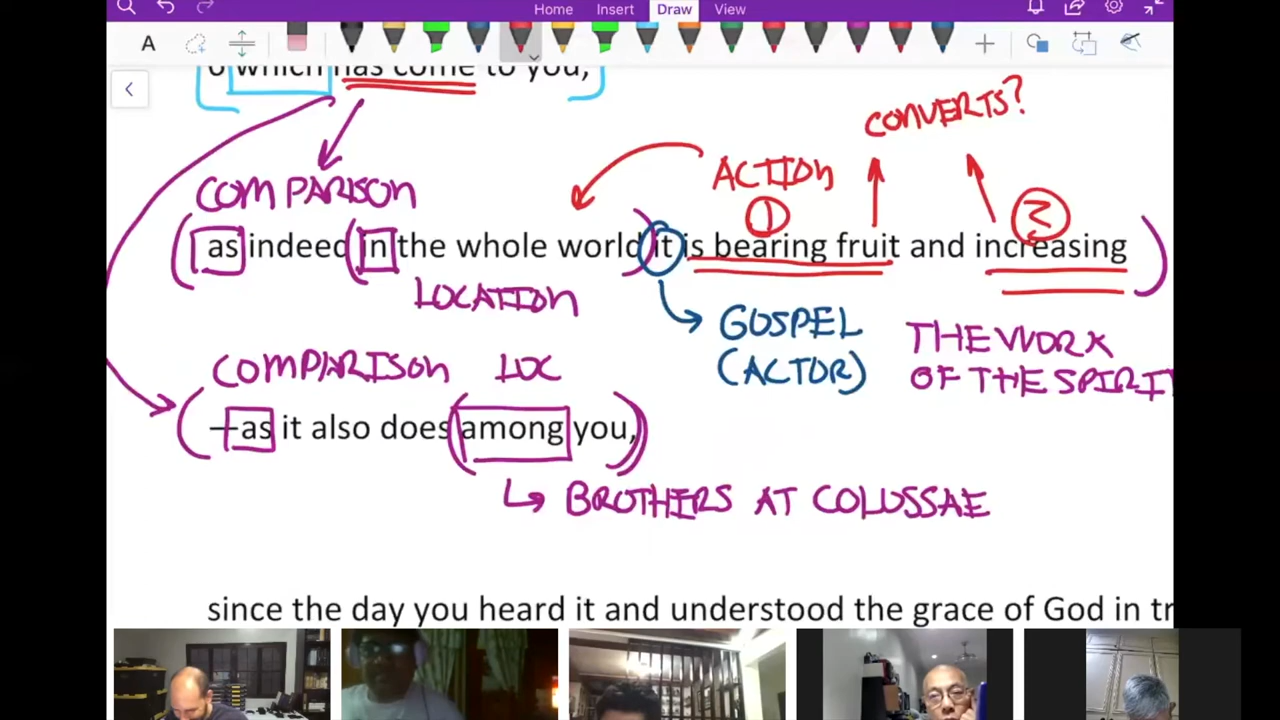 Home Insert Draw View
A
6 which has come to you,
CONVERTS?
ACTION
COMPARISON
1 2
as indeed in the whole world it is bearing fruit and increasing
LOCATION
GOSPEL
(ACTOR)
THE WORK
OF THE SPIRIT
COMPARISON LOC
—as it also does among you,
BROTHERS AT COLOSSAE
since the day you heard it and understood the grace of God in tr